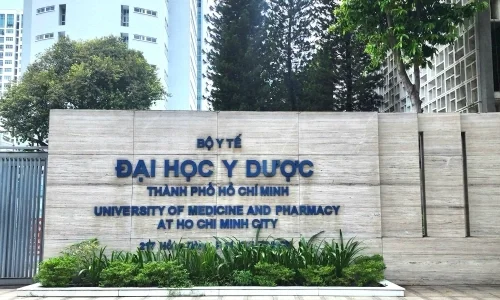 BỘ Y TẾ
ĐẠI HỌC Y DƯỢC
THÀNH PHỐ HỒ CHÍ MINH
UNIVERSITY OF MEDICINE AND PHARMACY
AT HO CHI MINH CITY
217